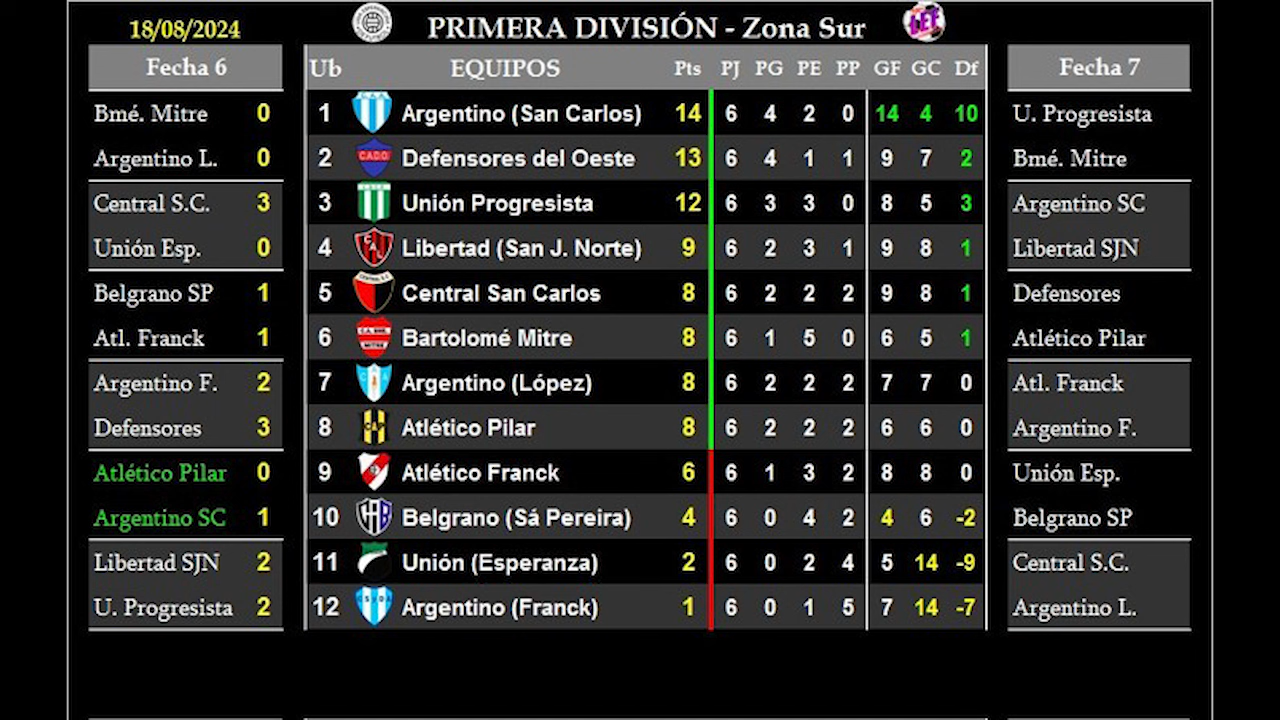 18/08/2024 PRIMERA DIVISIÓN - Zona Sur LEF
Fecha 6 Ub EQUIPOS Pts PJ PG PE PP GF GC Df Fecha 7
Bmé. Mitre 0 1 Argentino (San Carlos) 14 6 4 2 0 14 4 10 U. Progresista
Argentino L. 0 2 Defensores del Oeste 13 6 4 1 1 9 7 2 Bmé. Mitre
Central S.C. 3 3 Unión Progresista 12 6 3 3 0 8 5 3 Argentino SC
Unión Esp. 0 4 Libertad (San J. Norte) 9 6 2 3 1 9 8 1 Libertad SJN
Belgrano SP 1 5 Central San Carlos 8 6 2 2 2 9 8 1 Defensores
Atl. Franck 1 6 Bartolomé Mitre 8 6 1 5 0 6 5 1 Atlético Pilar
Argentino F. 2 7 Argentino (López) 8 6 2 2 2 7 7 0 Atl. Franck
Defensores 3 8 Atlético Pilar 8 6 2 2 2 6 6 0 Argentino F.
Atlético Pilar 0 9 Atlético Franck 6 6 1 3 2 8 8 0 Unión Esp.
Argentino SC 1 10 Belgrano (Sá Pereira) 4 6 0 4 2 4 6 -2 Belgrano SP
Libertad SJN 2 11 Unión (Esperanza) 2 6 0 2 4 5 14 -9 Central S.C.
U. Progresista 2 12 Argentino (Franck) 1 6 0 1 5 7 14 -7 Argentino L.